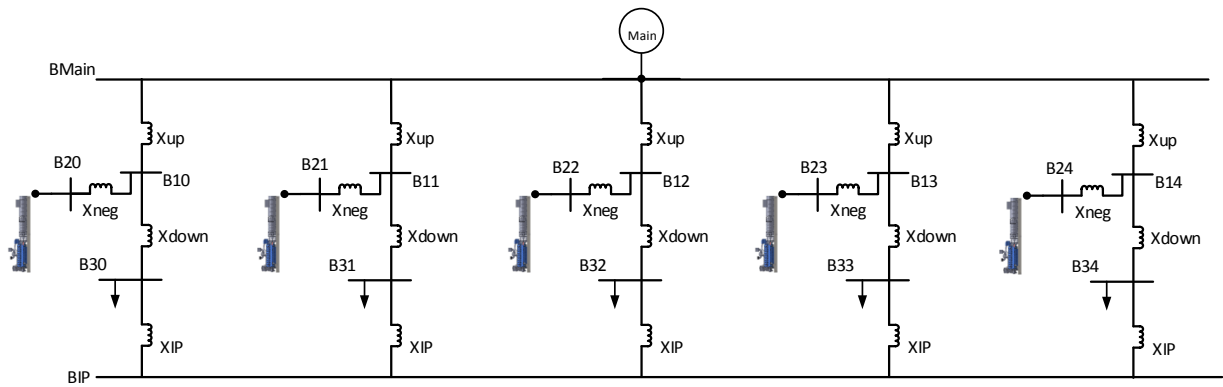 Main
BMain
Xup
Xup
Xup
Xup
Xup
B20
B21
B22
B23
B24
B10
B11
B12
B13
B14
Xneg
Xneg
Xneg
Xneg
Xneg
Xdown
Xdown
Xdown
Xdown
Xdown
B30
B31
B32
B33
B34
XIP
XIP
XIP
XIP
XIP
BIP